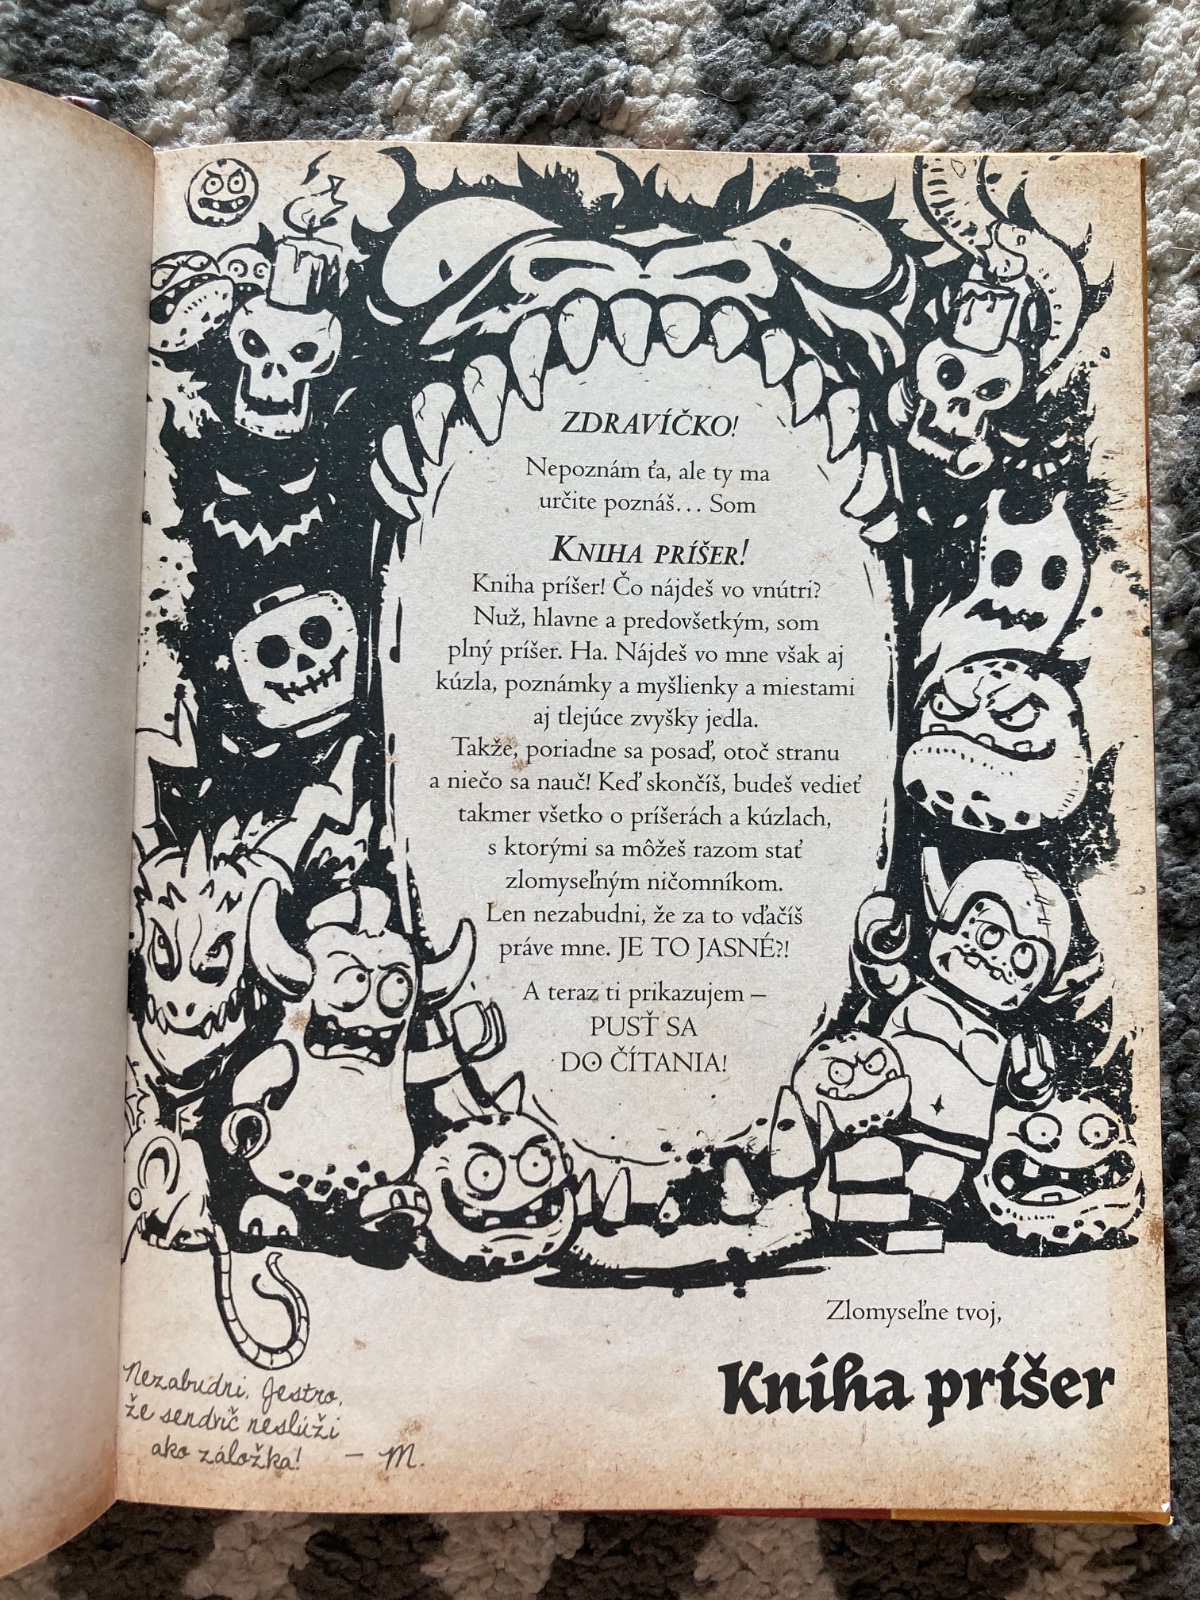 ZDRAVÍČKO!
Nepoznám ťa, ale ty ma
určite poznáš... Som
KNIHA PRÍŠER!
Kniha príšer! Čo nájdeš vo vnútri?
Nuž, hlavne a predovšetkým, som
plný príšer. Ha. Nájdeš vo mne však aj
kúzla, poznámky a myšlienky a miestami
aj tlejúce zvyšky jedla.
Takže, poriadne sa posaď, otoč stranu
a niečo sa nauč! Keď skončíš, budeš vedieť
takmer všetko o príšerách a kúzlach,
s ktorými sa môžeš razom stať
zlomyseľným ničomníkom.
Len nezabudni, že za to vďačíš
práve mne. JE TO JASNÉ?!
A teraz ti prikazujem –
PUSŤ SA
DO ČÍTANIA!
Zlomyseľne tvoj,
Kniha príšer
Nezabudni, Jestro,
že sendvič neslúži
ako záložka! – M.